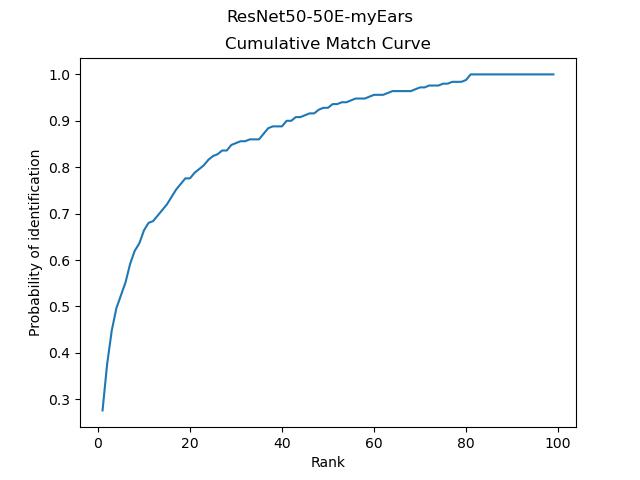 ResNet50-50E-myEars
Cumulative Match Curve
1.0
0.9
0.8
0.7
0.6
0.5
0.4
0.3
Probability of identification
0 20 40 60 80 100
Rank